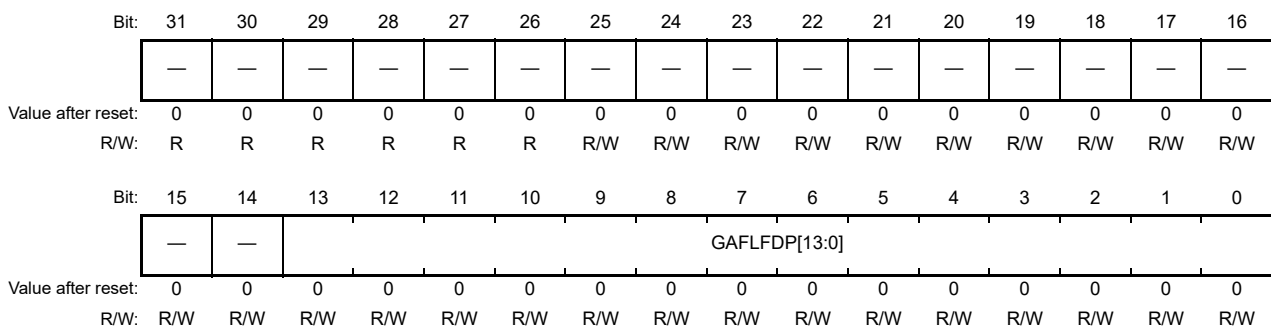 Bit: 31 30 29 28 27 26 25 24 23 22 21 20 19 18 17 16
— — — — — — — — — — — — — — — —
Value after reset: 0 0 0 0 0 0 0 0 0 0 0 0 0 0 0 0
R/W: R R R R R R R/W R/W R/W R/W R/W R/W R/W R/W R/W R/W
Bit: 15 14 13 12 11 10 9 8 7 6 5 4 3 2 1 0
— — GAFLFDP[13:0]
Value after reset: 0 0 0 0 0 0 0 0 0 0 0 0 0 0 0 0
R/W: R/W R/W R/W R/W R/W R/W R/W R/W R/W R/W R/W R/W R/W R/W R/W R/W